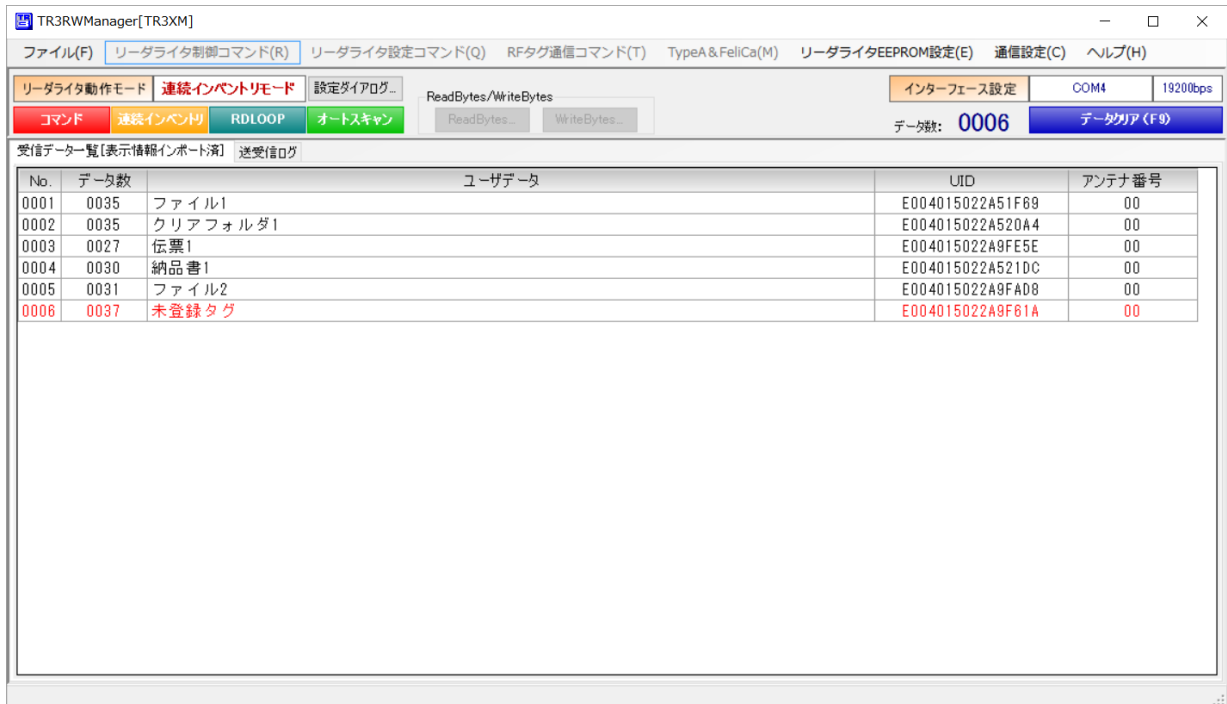 TR3RWManager[TR3XM]
ファイル(F) リーダライタ制御コマンド(R) リーダライタ設定コマンド(Q) RFタグ通信コマンド(T) TypeA&FeliCa(M) リーダライタEEPROM設定(E) 通信設定(C) ヘルプ(H)
リーダライタ動作モード 連続インベントリモード 設定ダイアログ... ReadBytes/WriteBytes インターフェース設定 COM4 19200bps
コマンド 連続インベントリ RDLOOP オートスキャン ReadBytes... WriteBytes... データ数: 0006 データクリア(F9)
受信データ一覧[表示情報インポート済] 送受信ログ
No. データ数 ユーザデータ UID アンテナ番号
0001 0035 ファイル1 E004015022A51F69 00
0002 0035 クリアフォルダ1 E004015022A520A4 00
0003 0027 伝票1 E004015022A9FE5E 00
0004 0030 納品書1 E004015022A521DC 00
0005 0031 ファイル2 E004015022A9FAD8 00
0006 0037 未登録タグ E004015022A9F61A 00